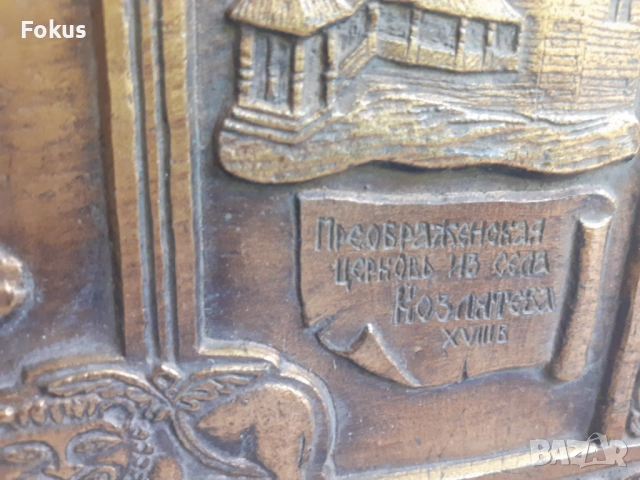 Fokus
ПРЕОБРАЖЕНСКАЯ
ЦЕРКОВЬ ИЗ СЕЛА
КОЗЛЯТЕВА
XVIII В
BAZAR